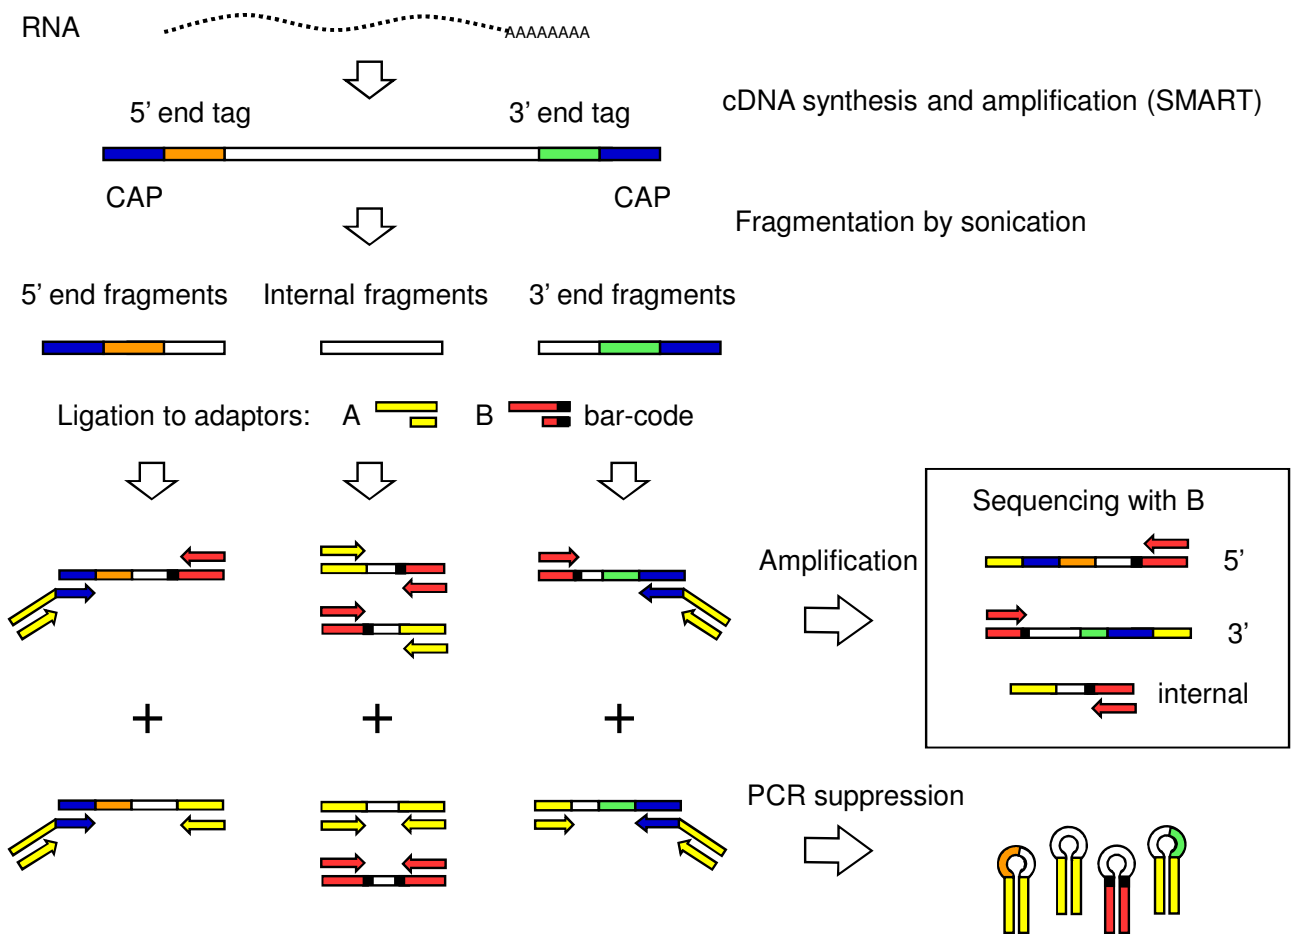 RNA
AAAAAAAA
cDNA synthesis and amplification (SMART)
5’ end tag
3’ end tag
CAP
CAP
Fragmentation by sonication
5’ end fragments
Internal fragments
3’ end fragments
Ligation to adaptors:
A
B
bar-code
Sequencing with B
Amplification
5’
3’
internal
+
+
+
PCR suppression